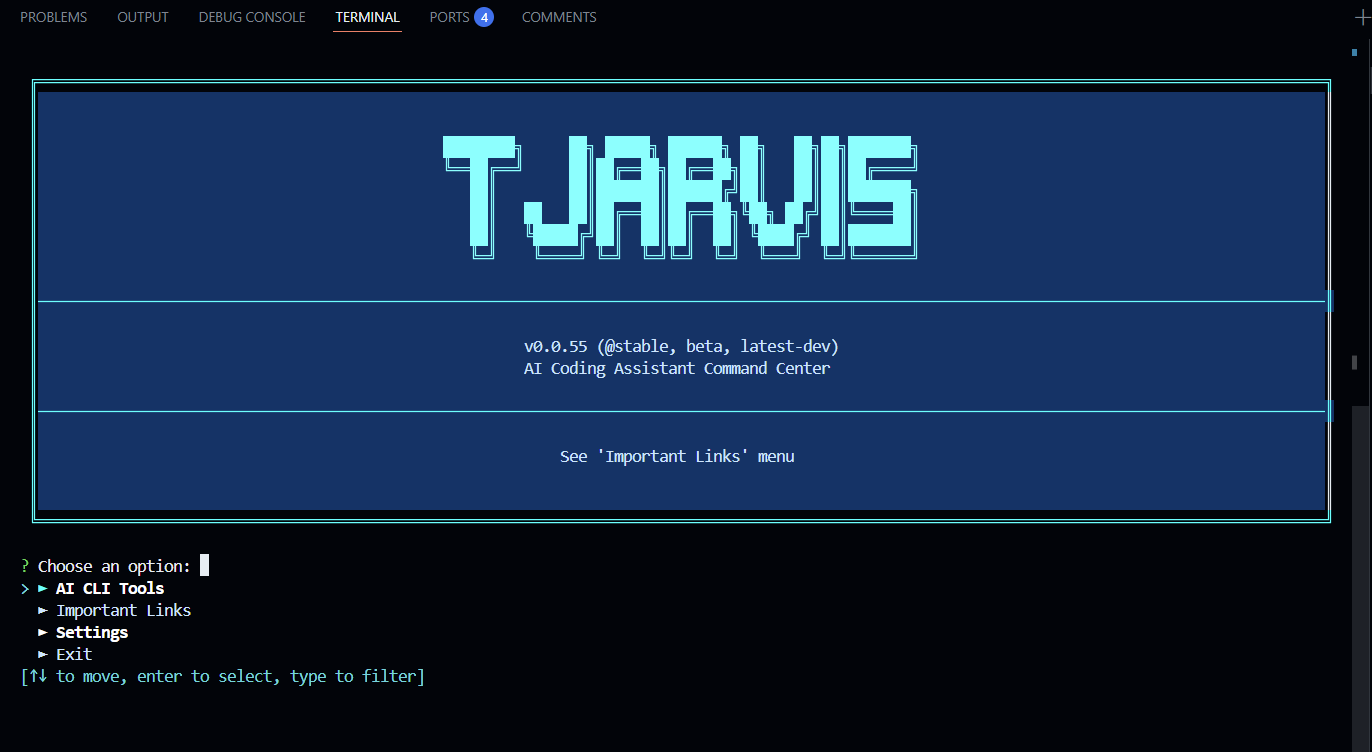 PROBLEMS OUTPUT DEBUG CONSOLE TERMINAL PORTS 4 COMMENTS
T JARVIS
v0.0.55 (@stable, beta, latest-dev)
AI Coding Assistant Command Center
See 'Important Links' menu
? Choose an option:
> ► AI CLI Tools
► Important Links
► Settings
► Exit
[↑↓ to move, enter to select, type to filter]